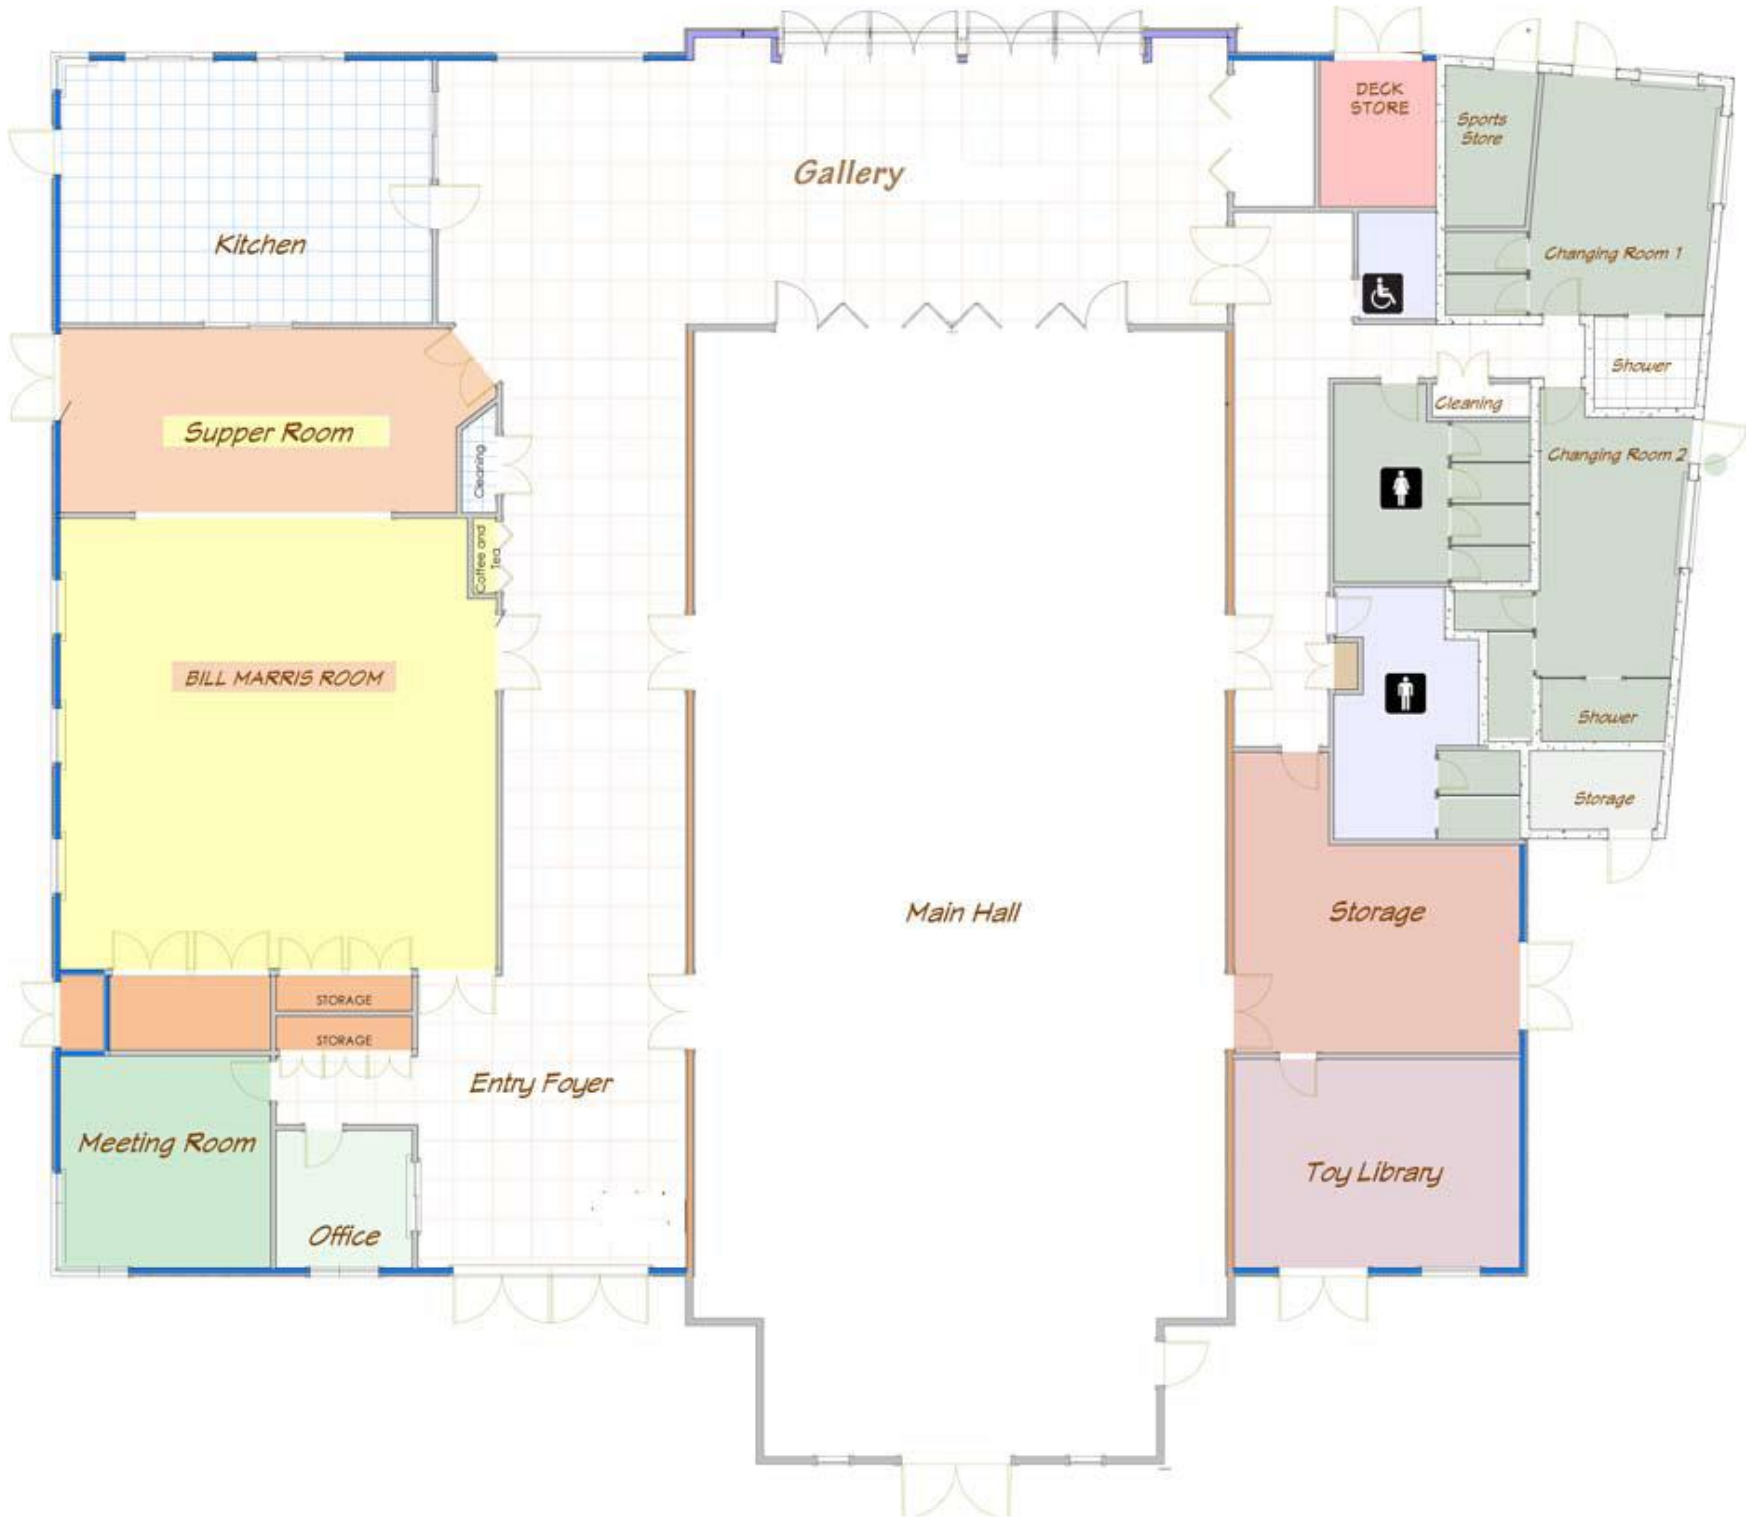 DECK
STORE
Sports
Store
Gallery
Kitchen
Changing Room 1
Shower
Cleaning
Supper Room
Cleaning
Changing Room 2
Coffee and
Tea
BILL MARRIS ROOM
Shower
Storage
Main Hall
Storage
STORAGE
STORAGE
Entry Foyer
Meeting Room
Toy Library
Office